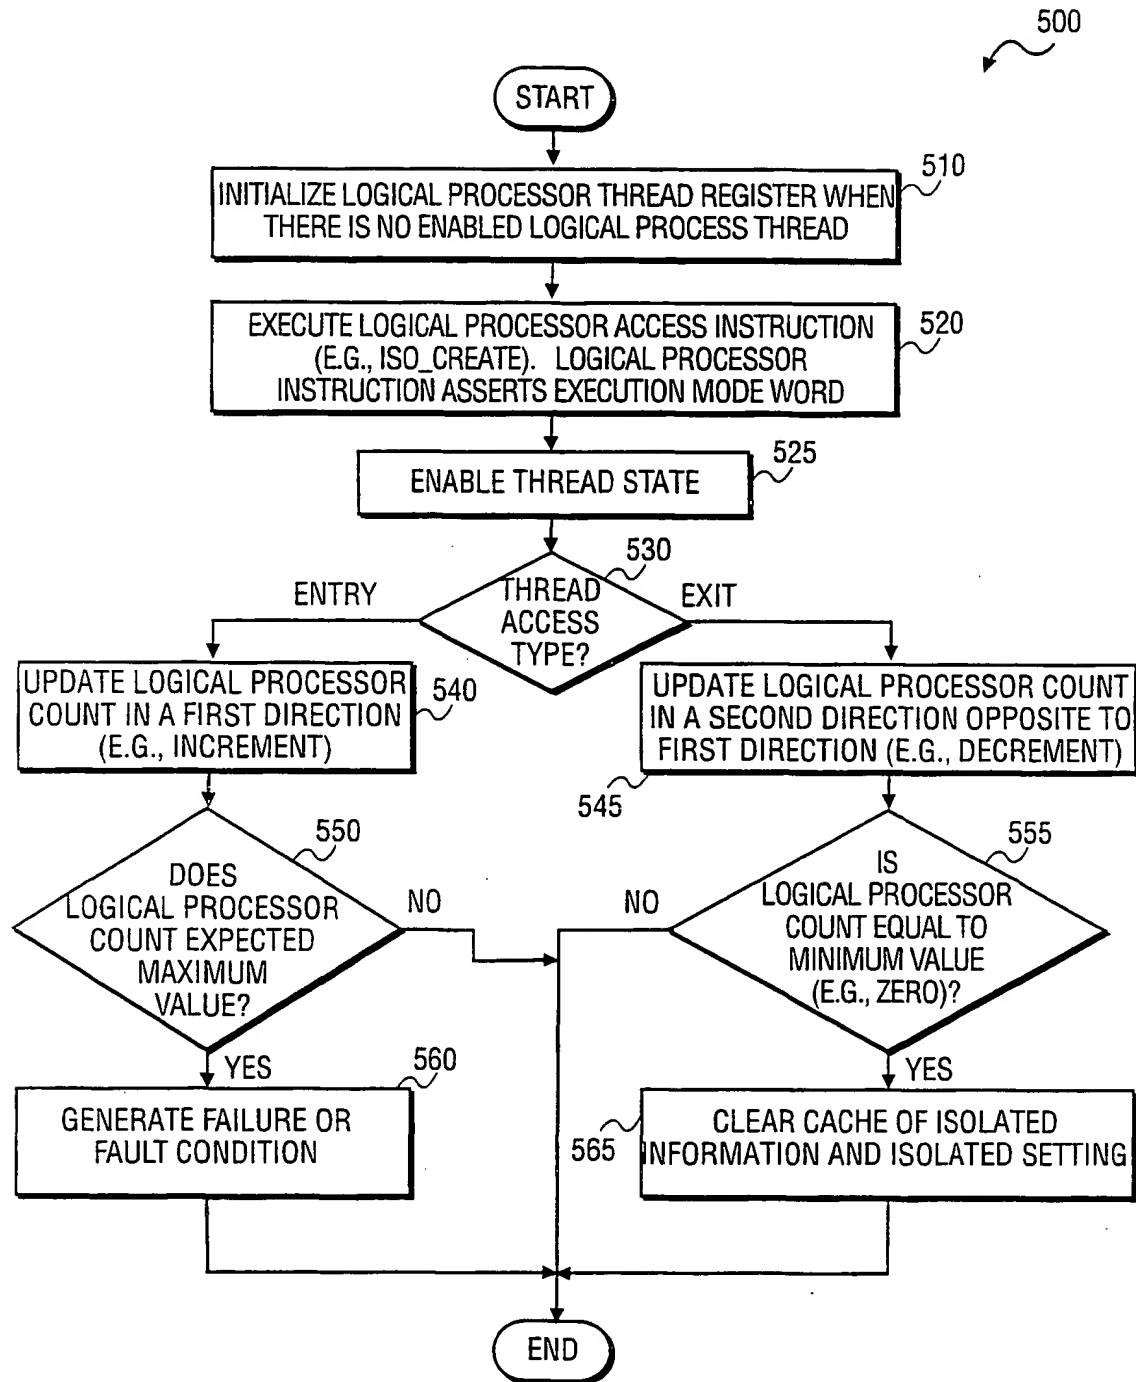 500
START
510
INITIALIZE LOGICAL PROCESSOR THREAD REGISTER WHEN
THERE IS NO ENABLED LOGICAL PROCESS THREAD
520
EXECUTE LOGICAL PROCESSOR ACCESS INSTRUCTION
(E.G., ISO_CREATE). LOGICAL PROCESSOR
INSTRUCTION ASSERTS EXECUTION MODE WORD
525
ENABLE THREAD STATE
530
THREAD
ACCESS
TYPE?
ENTRY
EXIT
UPDATE LOGICAL PROCESSOR
COUNT IN A FIRST DIRECTION
(E.G., INCREMENT)
540
UPDATE LOGICAL PROCESSOR COUNT
IN A SECOND DIRECTION OPPOSITE TO
FIRST DIRECTION (E.G., DECREMENT)
545
550
DOES
LOGICAL PROCESSOR
COUNT EXPECTED
MAXIMUM
VALUE?
NO
YES
555
IS
LOGICAL PROCESSOR
COUNT EQUAL TO
MINIMUM VALUE
(E.G., ZERO)?
NO
YES
560
GENERATE FAILURE OR
FAULT CONDITION
565
CLEAR CACHE OF ISOLATED
INFORMATION AND ISOLATED SETTING
END